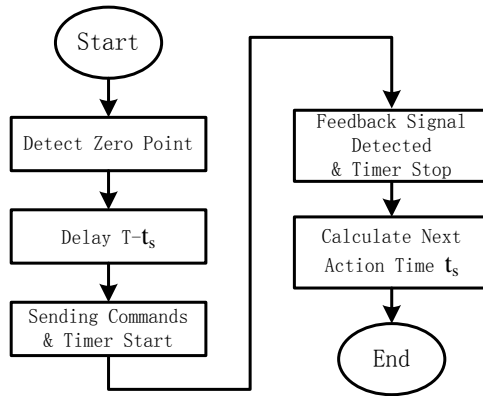 Start
Detect Zero Point
Delay T-tₛ
Sending Commands
& Timer Start
Feedback Signal
Detected
& Timer Stop
Calculate Next
Action Time tₛ
End